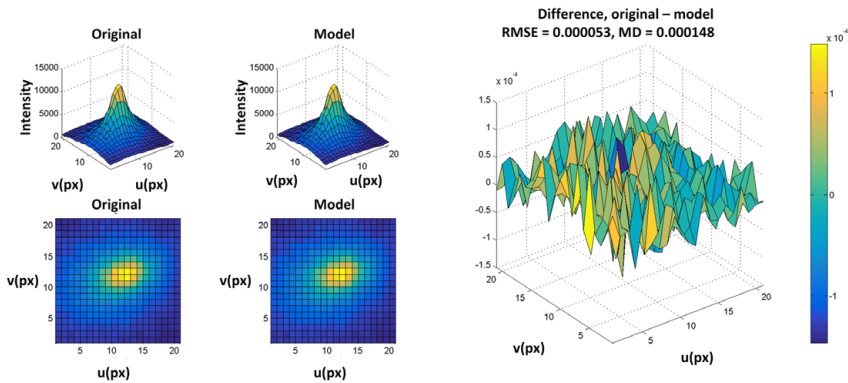 Original
15000
10000
5000
0
Intensity
20
10
v(px)
10
20
u(px)
Model
15000
10000
5000
0
Intensity
20
10
v(px)
10
20
u(px)
Original
20
15
10
5
v(px)
5
10
15
20
u(px)
Model
20
15
10
5
v(px)
5
10
15
20
u(px)
Difference, original – model
RMSE = 0.000053, MD = 0.000148
x 10⁻⁴
1.5
1
0.5
0
-0.5
-1
-1.5
20
15
10
5
v(px)
5
10
15
20
u(px)
x 10⁻⁴
1
0
-1